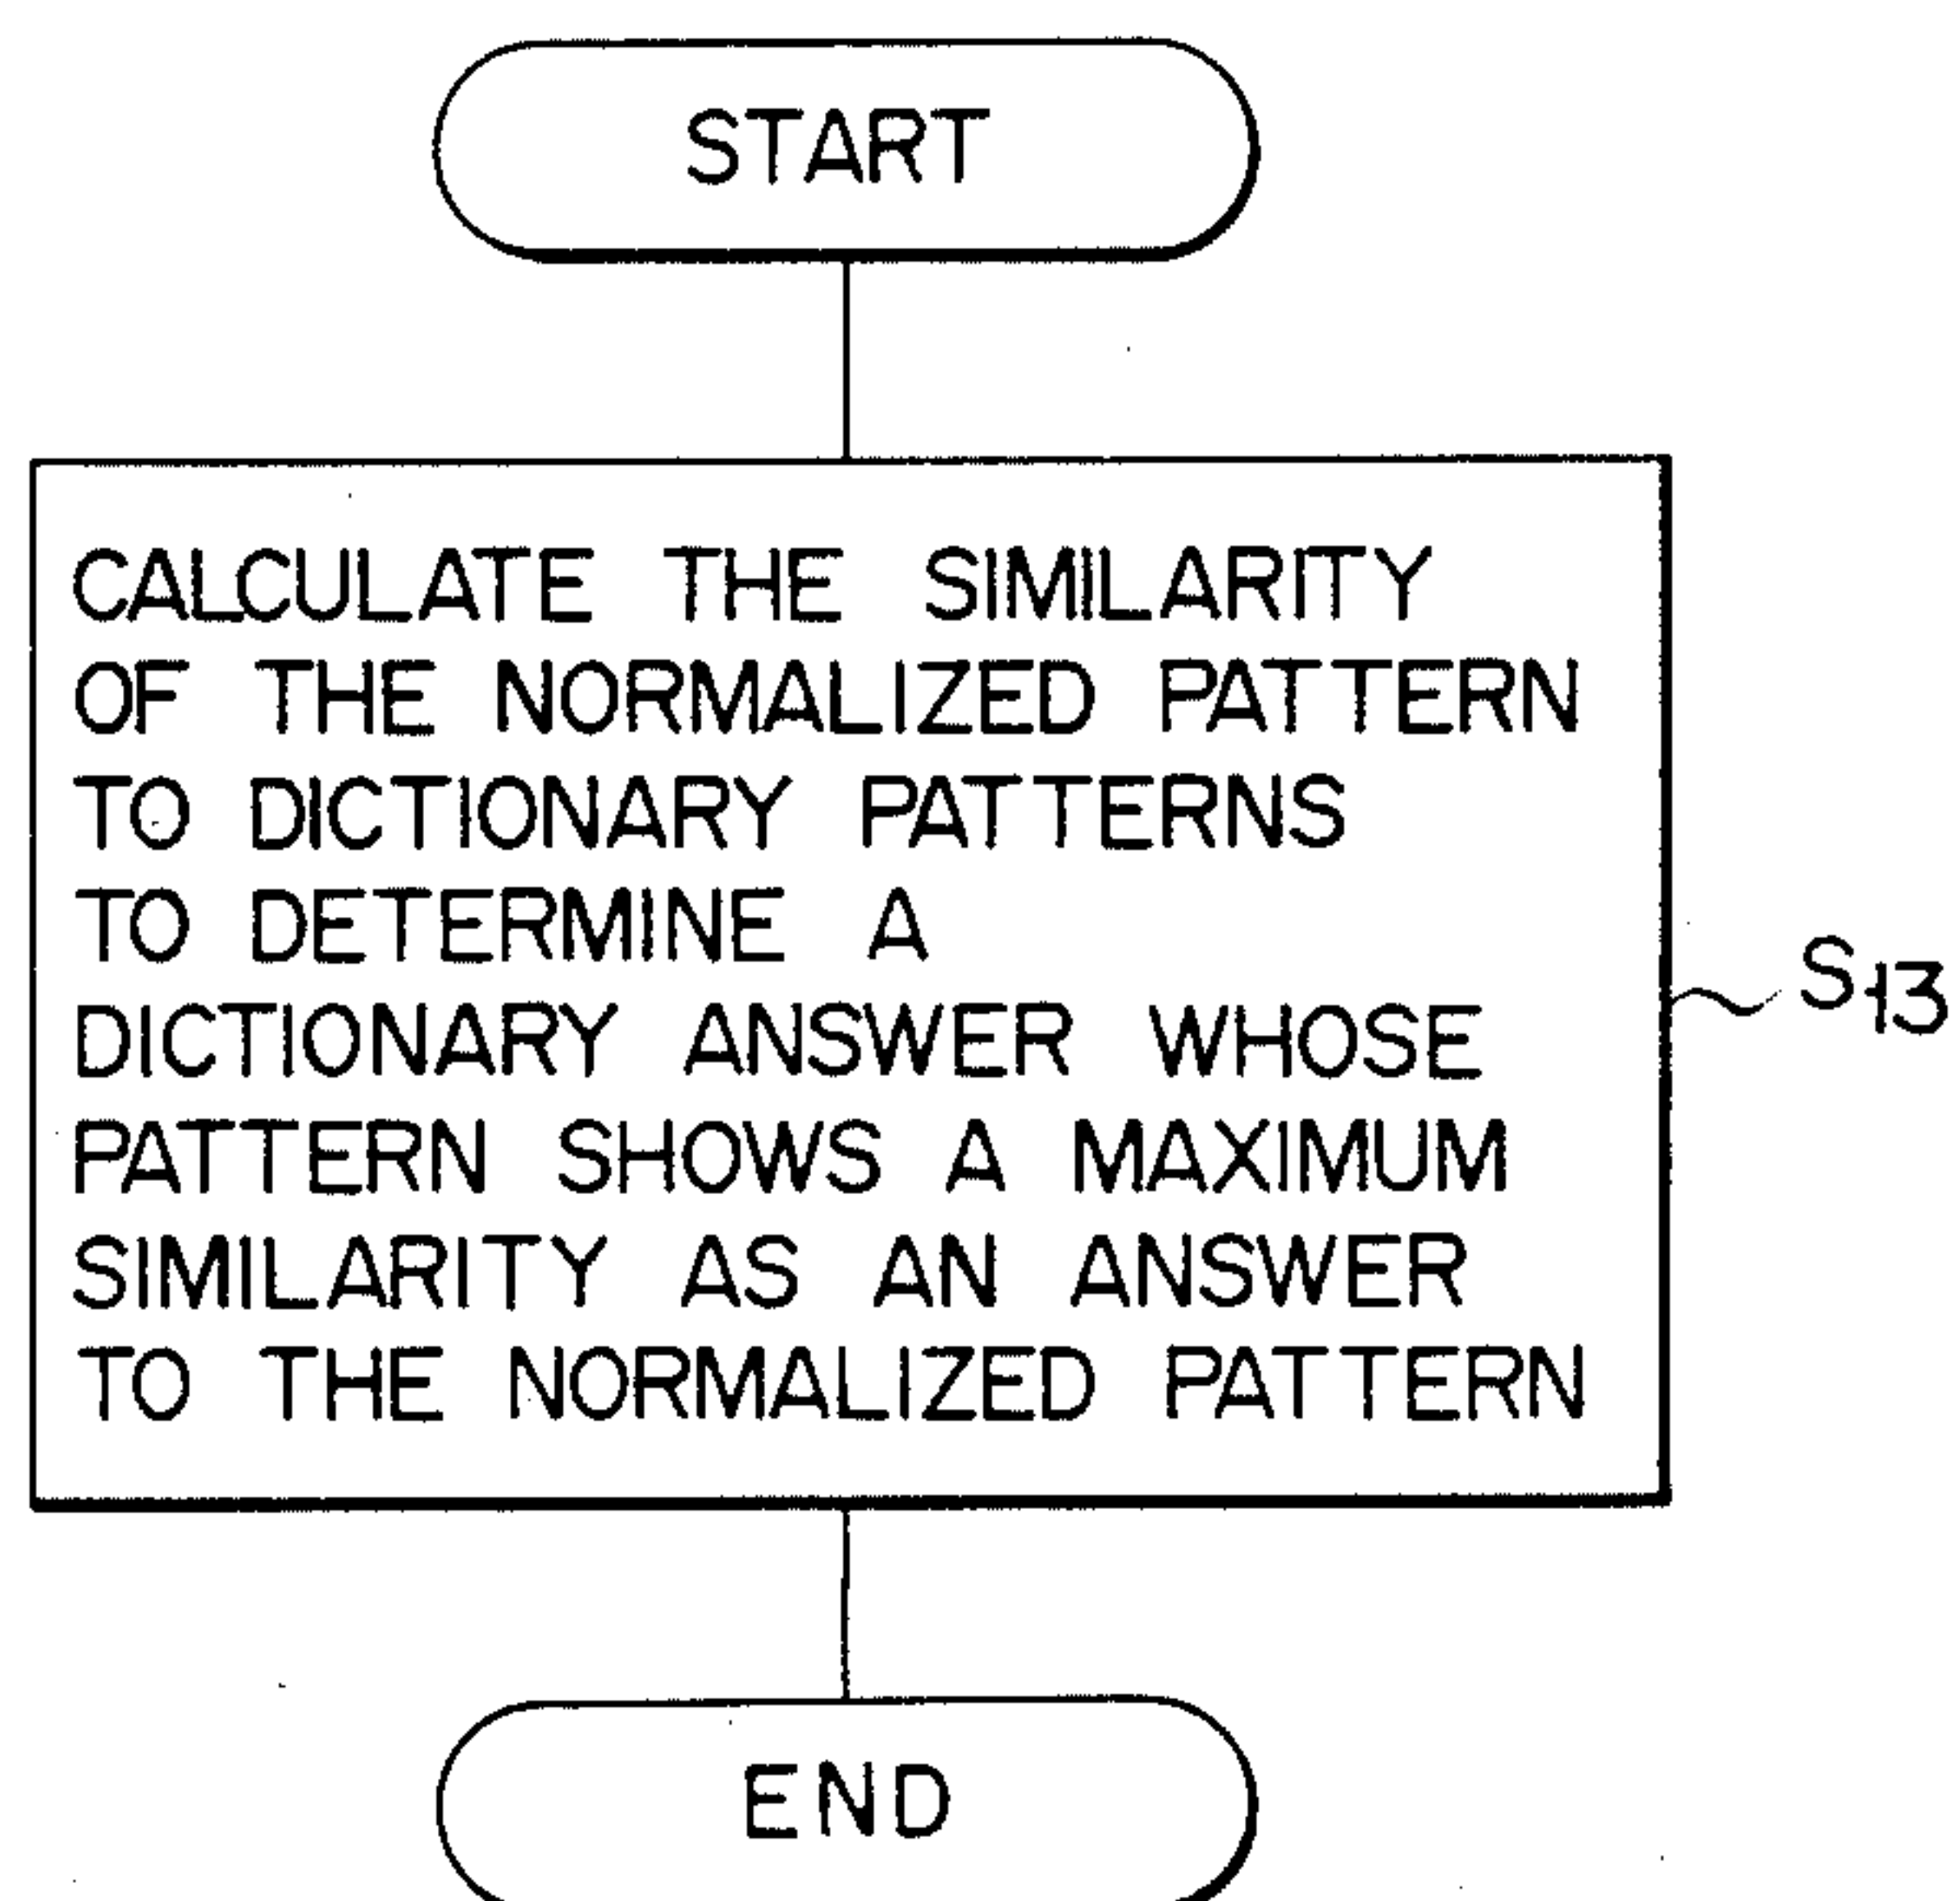 START
CALCULATE THE SIMILARITY
OF THE NORMALIZED PATTERN
TO DICTIONARY PATTERNS
TO DETERMINE A
DICTIONARY ANSWER WHOSE
PATTERN SHOWS A MAXIMUM
SIMILARITY AS AN ANSWER
TO THE NORMALIZED PATTERN
S13
END